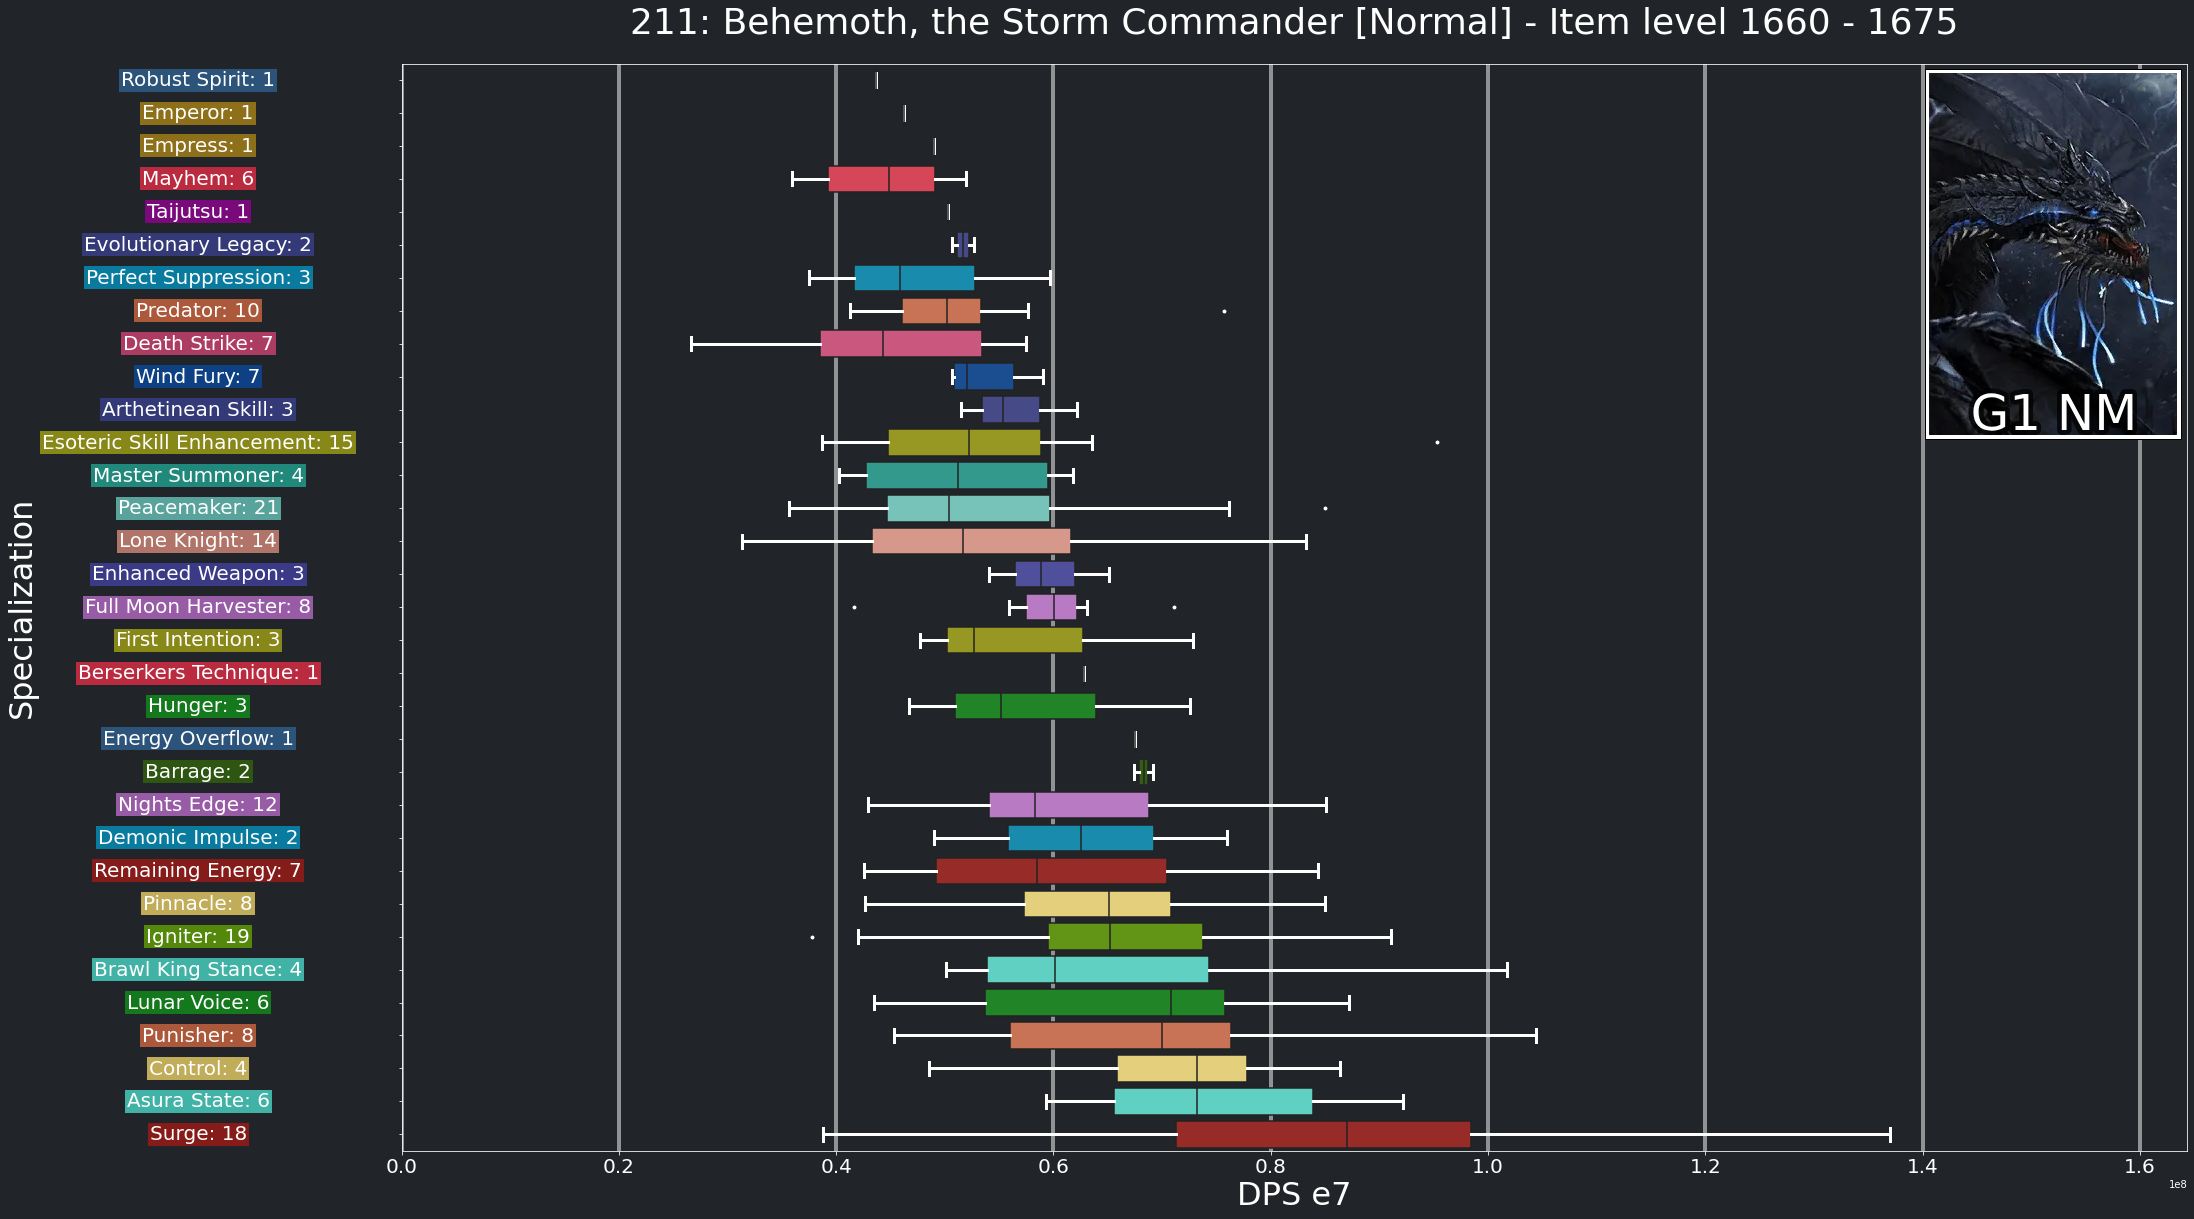 211: Behemoth, the Storm Commander [Normal] - Item level 1660 - 1675
Robust Spirit: 1
Emperor: 1
Empress: 1
Mayhem: 6
Taijutsu: 1
Evolutionary Legacy: 2
Perfect Suppression: 3
Predator: 10
Death Strike: 7
Wind Fury: 7
Arthetinean Skill: 3
Esoteric Skill Enhancement: 15
Master Summoner: 4
Peacemaker: 21
Lone Knight: 14
Enhanced Weapon: 3
Full Moon Harvester: 8
First Intention: 3
Berserkers Technique: 1
Hunger: 3
Energy Overflow: 1
Barrage: 2
Nights Edge: 12
Demonic Impulse: 2
Remaining Energy: 7
Pinnacle: 8
Igniter: 19
Brawl King Stance: 4
Lunar Voice: 6
Punisher: 8
Control: 4
Asura State: 6
Surge: 18
Specialization
G1 NM
0.0 0.2 0.4 0.6 0.8 1.0 1.2 1.4 1.6
1e8
DPS e7